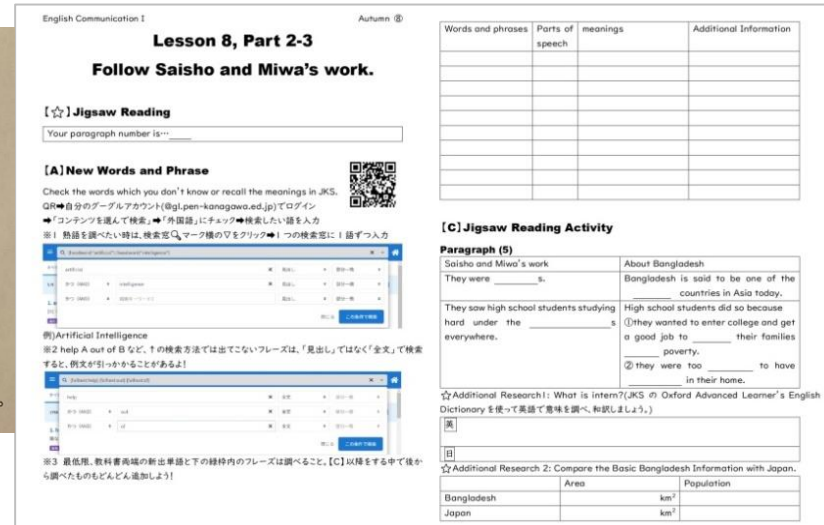 English Communication I
Autumn ⑧
Lesson 8, Part 2-3
Follow Saisho and Miwa's work.
【☆】Jigsaw Reading
Your paragraph number is…____
【A】New Words and Phrase
Check the words which you don't know or recall the meanings in JKS.
QR➡自分のグーグルアカウント(@gl.pen-kanagawa.ed.jp)でログイン
➡「コンテンツを選んで検索」➡「外国語」にチェック➡検索したい語を入力
※1 熟語を調べたい時は、検索窓🔍マーク横の▽をクリック➡1つの検索窓に1語ずつ入力
例)Artificial Intelligence
※2 help A out of B など、↑の検索方法では出てこないフレーズは、「見出し」ではなく「全文」で検索
すると、例文が引っかかることがあるよ!
help
out
of
※3 最低限、教科書両端の新出単語と下の緑枠内のフレーズは調べること。【C】以降をする中で後か
ら調べたものもどんどん追加しよう!
Words and phrases
Parts of
speech
meanings
Additional Information
【C】Jigsaw Reading Activity
Paragraph (5)
Saisho and Miwa's work
About Bangladesh
They were ________s.
Bangladesh is said to be one of the
_______ countries in Asia today.
They saw high school students studying
hard under the ______________s
everywhere.
High school students did so because
①they wanted to enter college and get
a good job to ______ their families
______ poverty.
②they were too ________ to have
__________ in their home.
☆Additional Research1: What is intern?(JKS の Oxford Advanced Learner's English
Dictionary を使って英語で意味を調べ、和訳しましょう。)
英
日
☆Additional Research 2: Compare the Basic Bangladesh Information with Japan.
Area
Population
Bangladesh
km²
Japan
km²